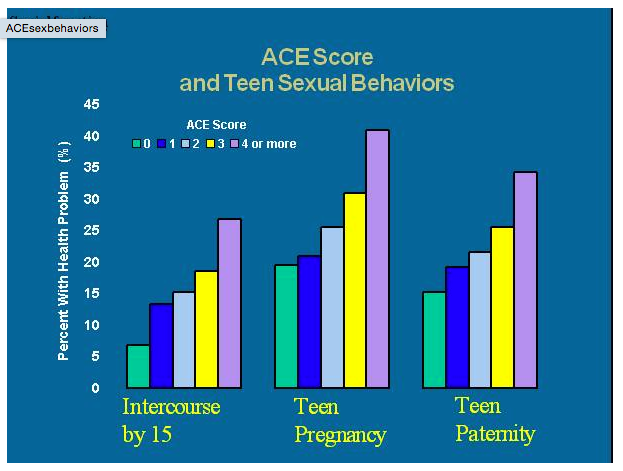 ACEsexbehaviors
ACE Score
and Teen Sexual Behaviors
45
40
35
30
25
20
15
10
5
0
Percent With Health Problem (%)
ACE Score
0 1 2 3 4 or more
Intercourse
by 15
Teen
Pregnancy
Teen
Paternity